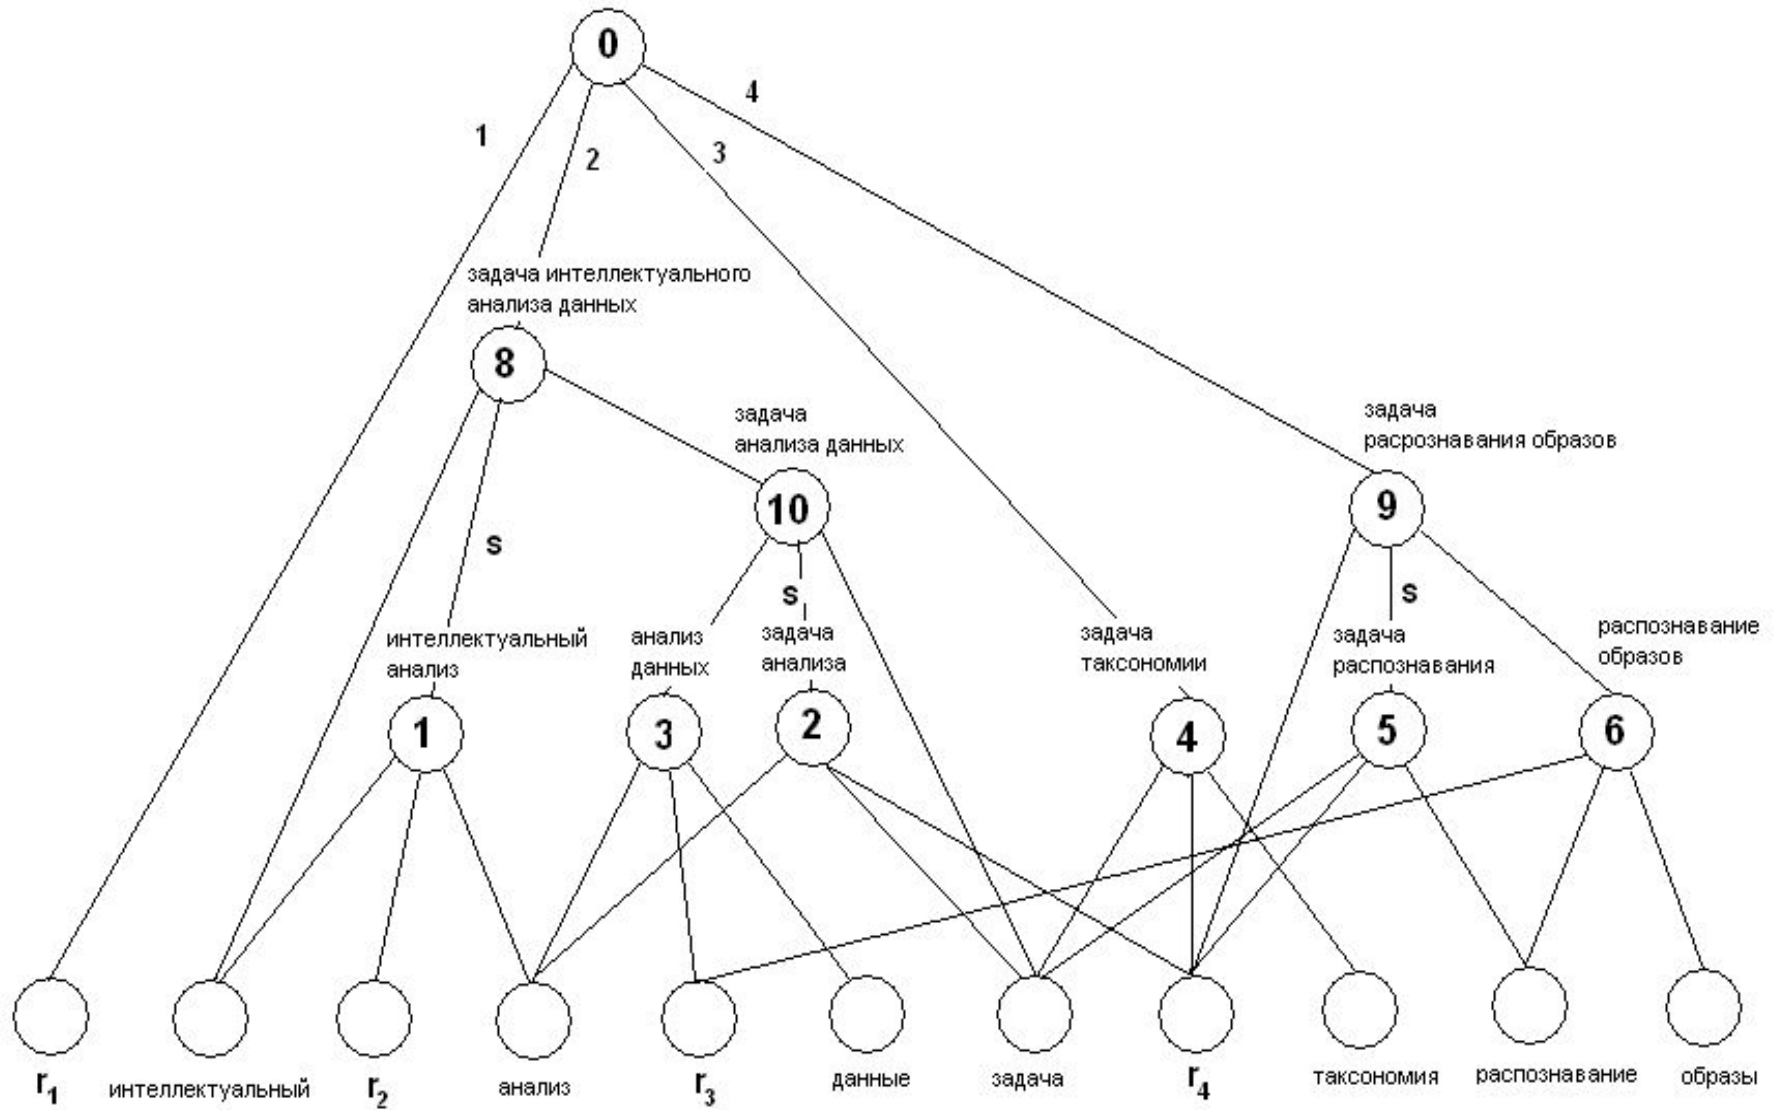 0
4
1
2
3
задача интеллектуального
анализа данных
8
задача
анализа данных
задача
расрознавания образов
10
9
s
s
s
интеллектуальный
анализ
анализ
данных
задача
анализа
задача
таксономии
задача
распознавания
распознавание
образов
1
3
2
4
5
6
r1
интеллектуальный
r2
анализ
r3
данные
задача
r4
таксономия
распознавание
образы